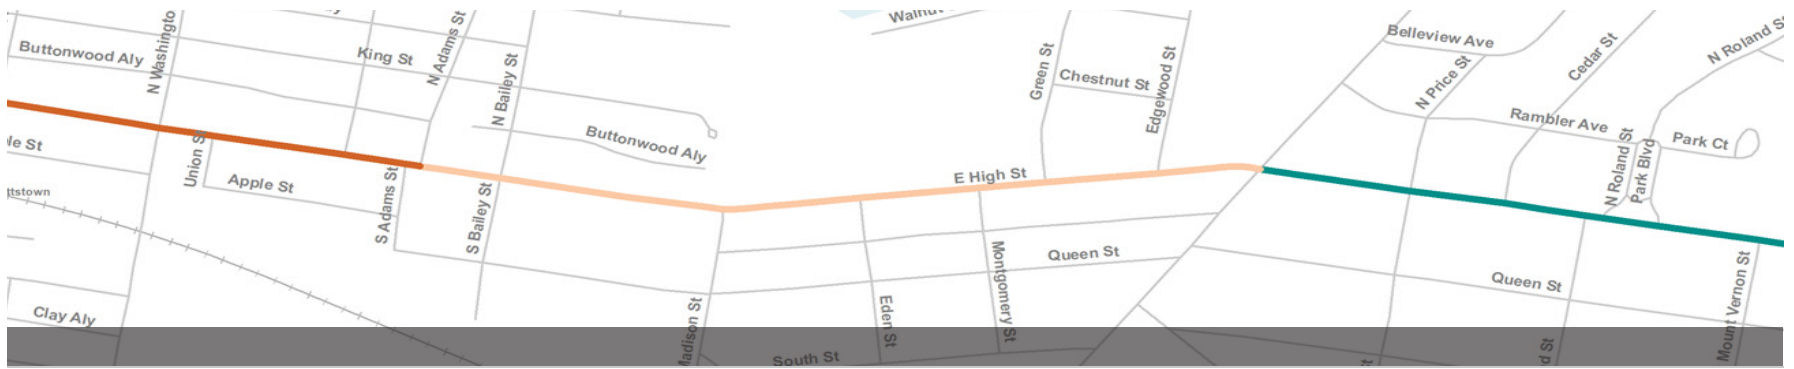 Walnut
N Washingto
N Adams St
Buttonwood Aly
King St
N Bailey St
Green St
Chestnut St
Edgewood St
Belleview Ave
N Price St
Cedar St
N Roland St
Rambler Ave
Park Ct
N Roland St
Park Blvd
Buttonwood Aly
le St
Union S
Apple St
ttstown
S Adams St
S Bailey St
E High St
Montgomery St
Queen St
Queen St
Mount Vernon St
Clay Aly
Madison St
Eden St
South St
d St
st